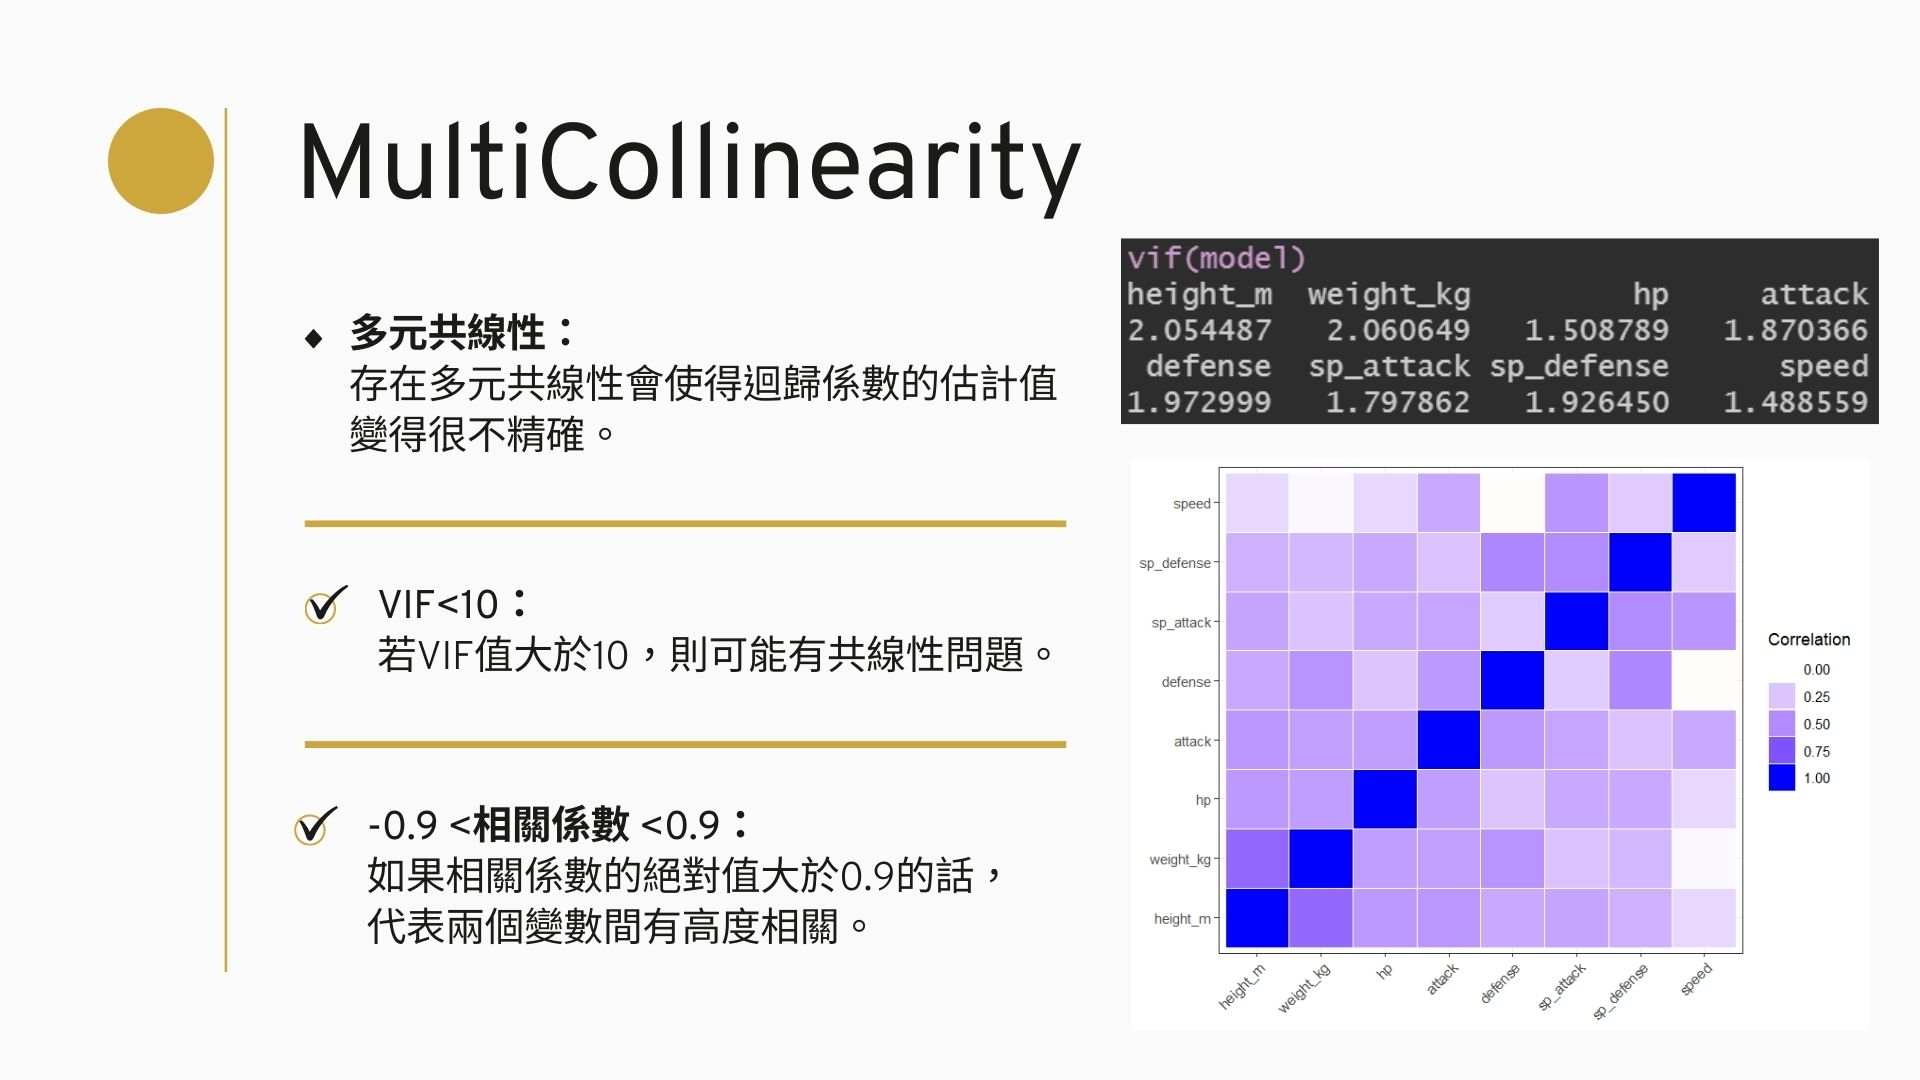 MultiCollinearity
多元共線性：
存在多元共線性會使得迴歸係數的估計值
變得很不精確。
VIF<10：
若VIF值大於10，則可能有共線性問題。
-0.9 <相關係數 <0.9：
如果相關係數的絕對值大於0.9的話，
代表兩個變數間有高度相關。
vif(model)
height_m weight_kg hp attack
2.054487 2.060649 1.508789 1.870366
defense sp_attack sp_defense speed
1.972999 1.797862 1.926450 1.488559
speed
sp_defense
sp_attack
defense
attack
hp
weight_kg
height_m
height_m weight_kg hp attack defense sp_attack sp_defense speed
Correlation
0.00
0.25
0.50
0.75
1.00